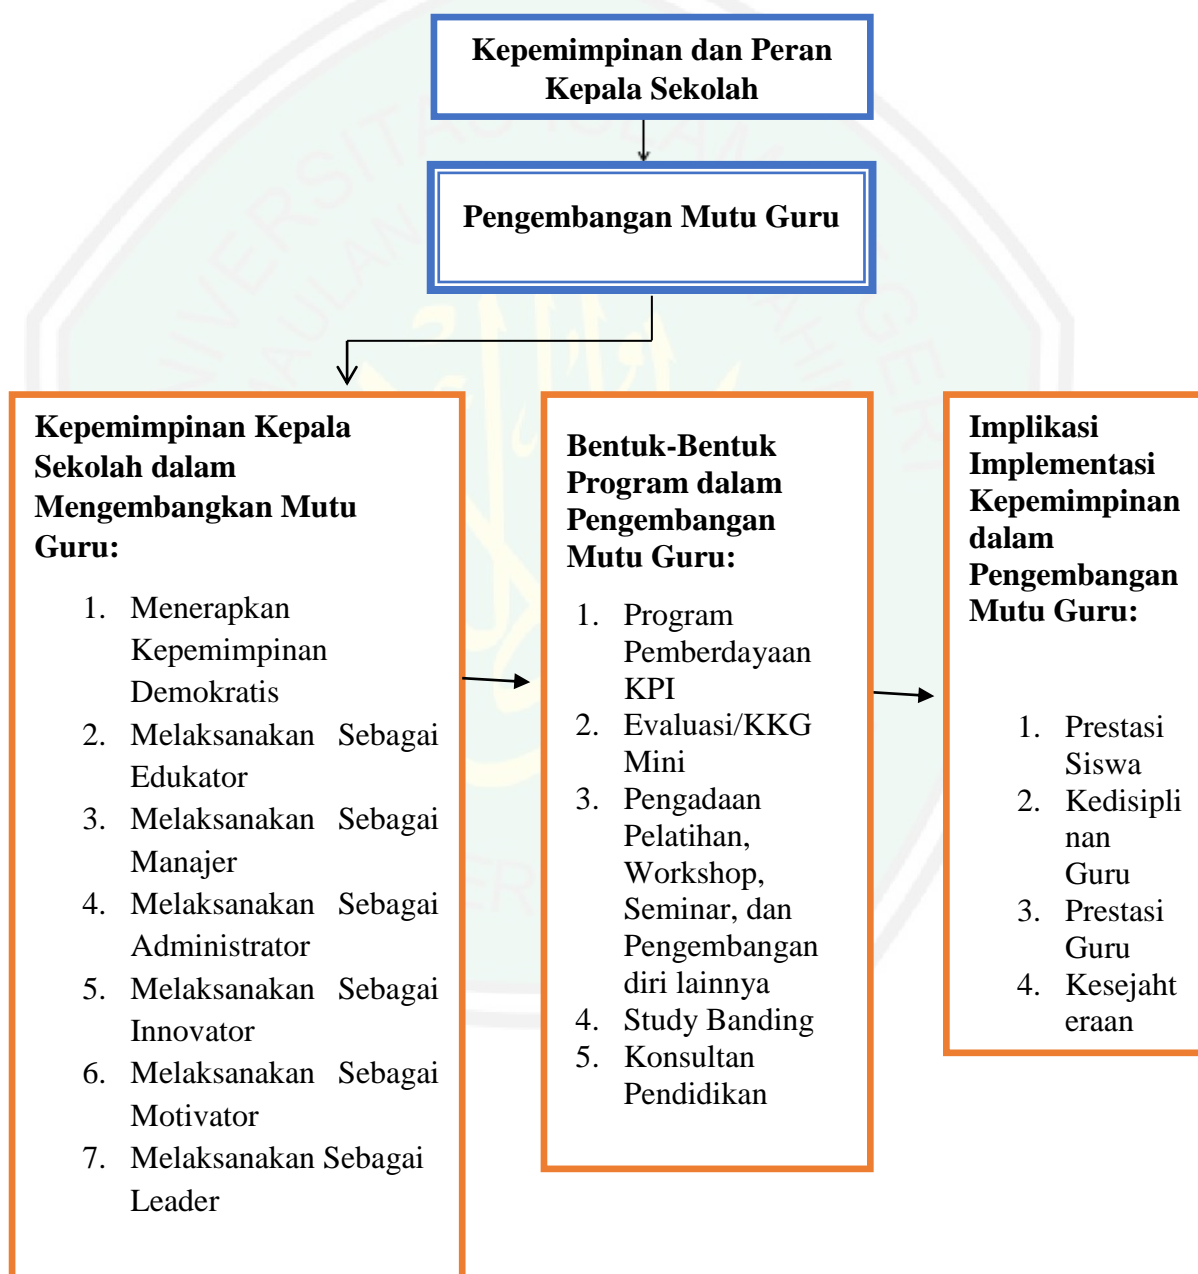 Kepemimpinan dan Peran
Kepala Sekolah
Pengembangan Mutu Guru
Kepemimpinan Kepala
Sekolah dalam
Mengembangkan Mutu
Guru:
1. Menerapkan
Kepemimpinan
Demokratis
2. Melaksanakan Sebagai
Edukator
3. Melaksanakan Sebagai
Manajer
4. Melaksanakan Sebagai
Administrator
5. Melaksanakan Sebagai
Innovator
6. Melaksanakan Sebagai
Motivator
7. Melaksanakan Sebagai
Leader
Bentuk-Bentuk
Program dalam
Pengembangan
Mutu Guru:
1. Program
Pemberdayaan
KPI
2. Evaluasi/KKG
Mini
3. Pengadaan
Pelatihan,
Workshop,
Seminar, dan
Pengembangan
diri lainnya
4. Study Banding
5. Konsultan
Pendidikan
Implikasi
Implementasi
Kepemimpinan
dalam
Pengembangan
Mutu Guru:
1. Prestasi
Siswa
2. Kedisipli
nan
Guru
3. Prestasi
Guru
4. Kesejaht
eraan